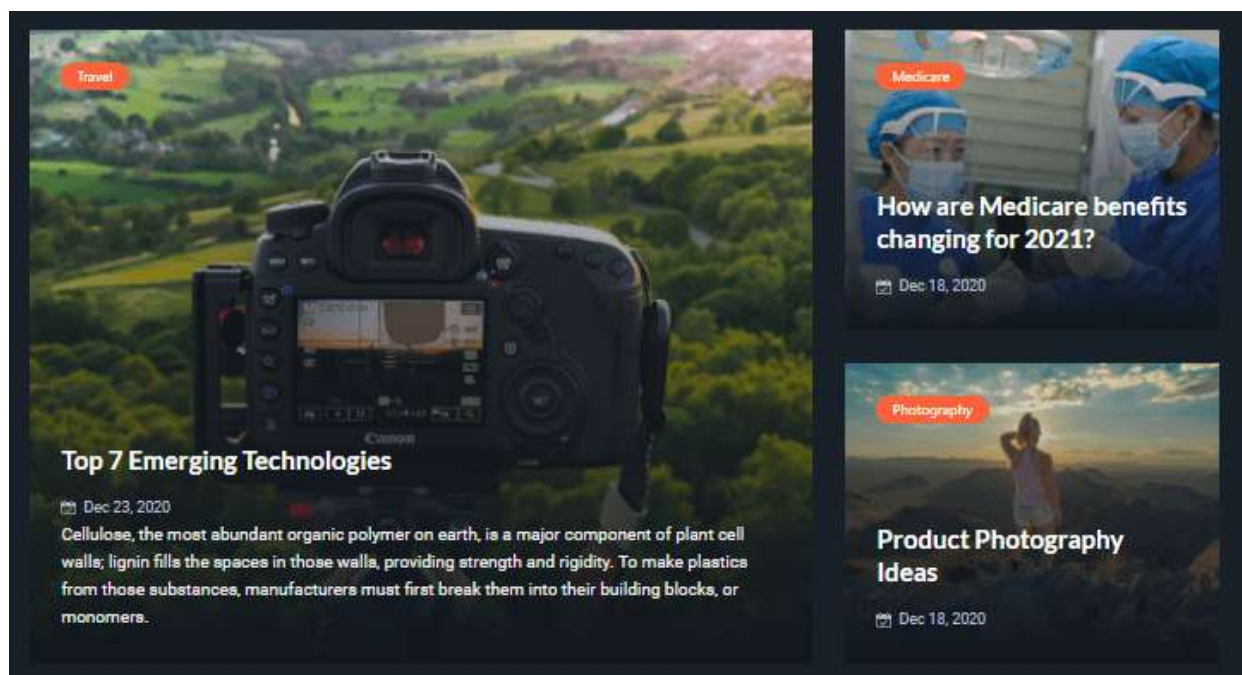 Travel
Canon
Top 7 Emerging Technologies
Dec 23, 2020
Cellulose, the most abundant organic polymer on earth, is a major component of plant cell
walls; lignin fills the spaces in those walls, providing strength and rigidity. To make plastics
from those substances, manufacturers must first break them into their building blocks, or
monomers.
Medicare
How are Medicare benefits
changing for 2021?
Dec 18, 2020
Photography
Product Photography
Ideas
Dec 18, 2020